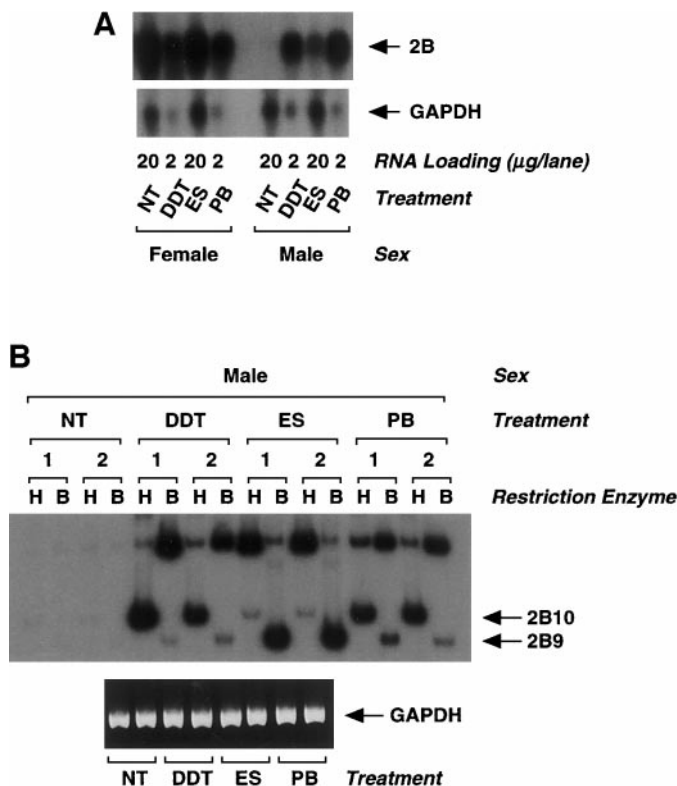 A
2B
GAPDH
20 2 20 2 20 2 20 2 RNA Loading (μg/lane)
NT DDT ES PB NT DDT ES PB Treatment
Female Male Sex
B
Male Sex
NT DDT ES PB Treatment
1 2 1 2 1 2 1 2
H B H B H B H B H B H B H B H B Restriction Enzyme
2B10
2B9
GAPDH
NT DDT ES PB Treatment